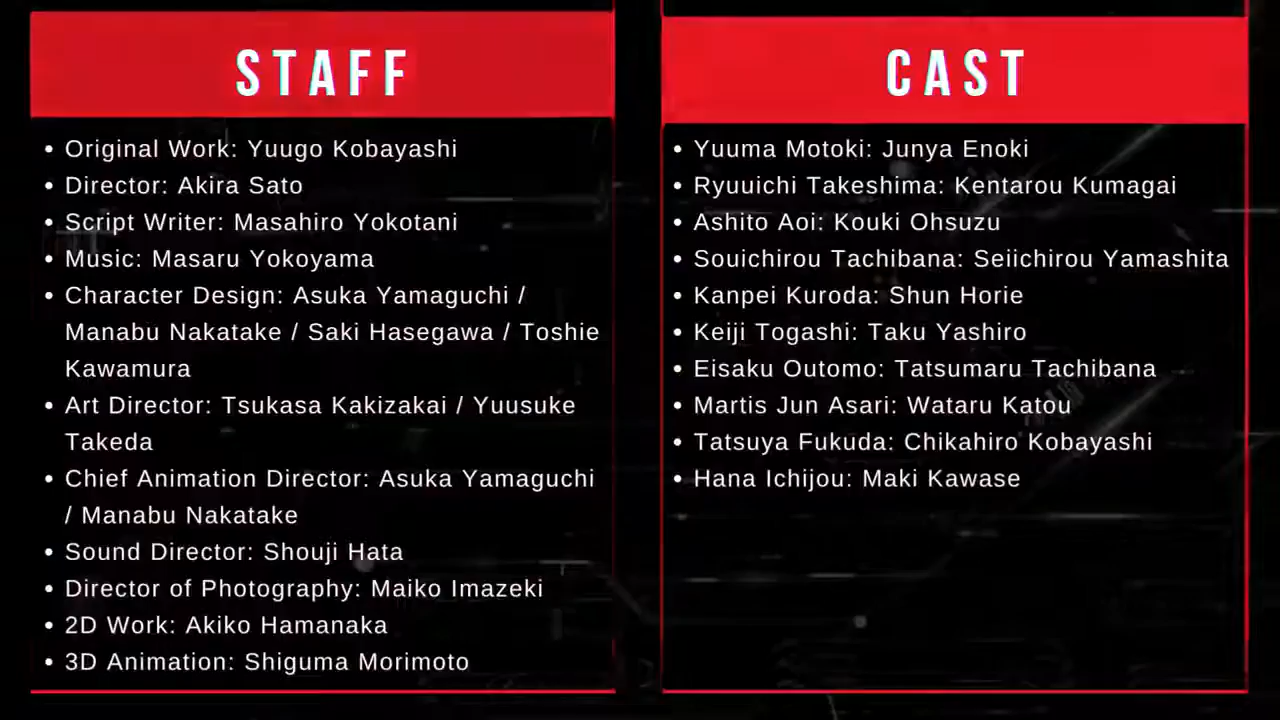 STAFF
• Original Work: Yuugo Kobayashi
• Director: Akira Sato
• Script Writer: Masahiro Yokotani
• Music: Masaru Yokoyama
• Character Design: Asuka Yamaguchi /
Manabu Nakatake / Saki Hasegawa / Toshie
Kawamura
• Art Director: Tsukasa Kakizakai / Yuusuke
Takeda
• Chief Animation Director: Asuka Yamaguchi
/ Manabu Nakatake
• Sound Director: Shouji Hata
• Director of Photography: Maiko Imazeki
• 2D Work: Akiko Hamanaka
• 3D Animation: Shiguma Morimoto
CAST
• Yuuma Motoki: Junya Enoki
• Ryuuichi Takeshima: Kentarou Kumagai
• Ashito Aoi: Kouki Ohsuzu
• Souichirou Tachibana: Seiichirou Yamashita
• Kanpei Kuroda: Shun Horie
• Keiji Togashi: Taku Yashiro
• Eisaku Outomo: Tatsumaru Tachibana
• Martis Jun Asari: Wataru Katou
• Tatsuya Fukuda: Chikahiro Kobayashi
• Hana Ichijou: Maki Kawase